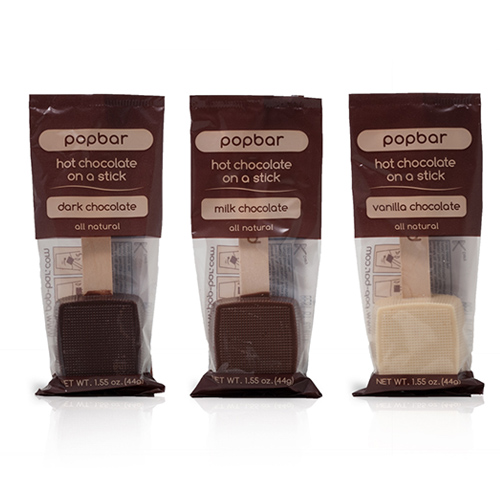 popbar
hot chocolate
on a stick
dark chocolate
all natural
NET WT. 1.55 oz. (44g)
popbar
hot chocolate
on a stick
milk chocolate
all natural
NET WT. 1.55 oz. (44g)
popbar
hot chocolate
on a stick
vanilla chocolate
all natural
NET WT. 1.55 oz. (44g)